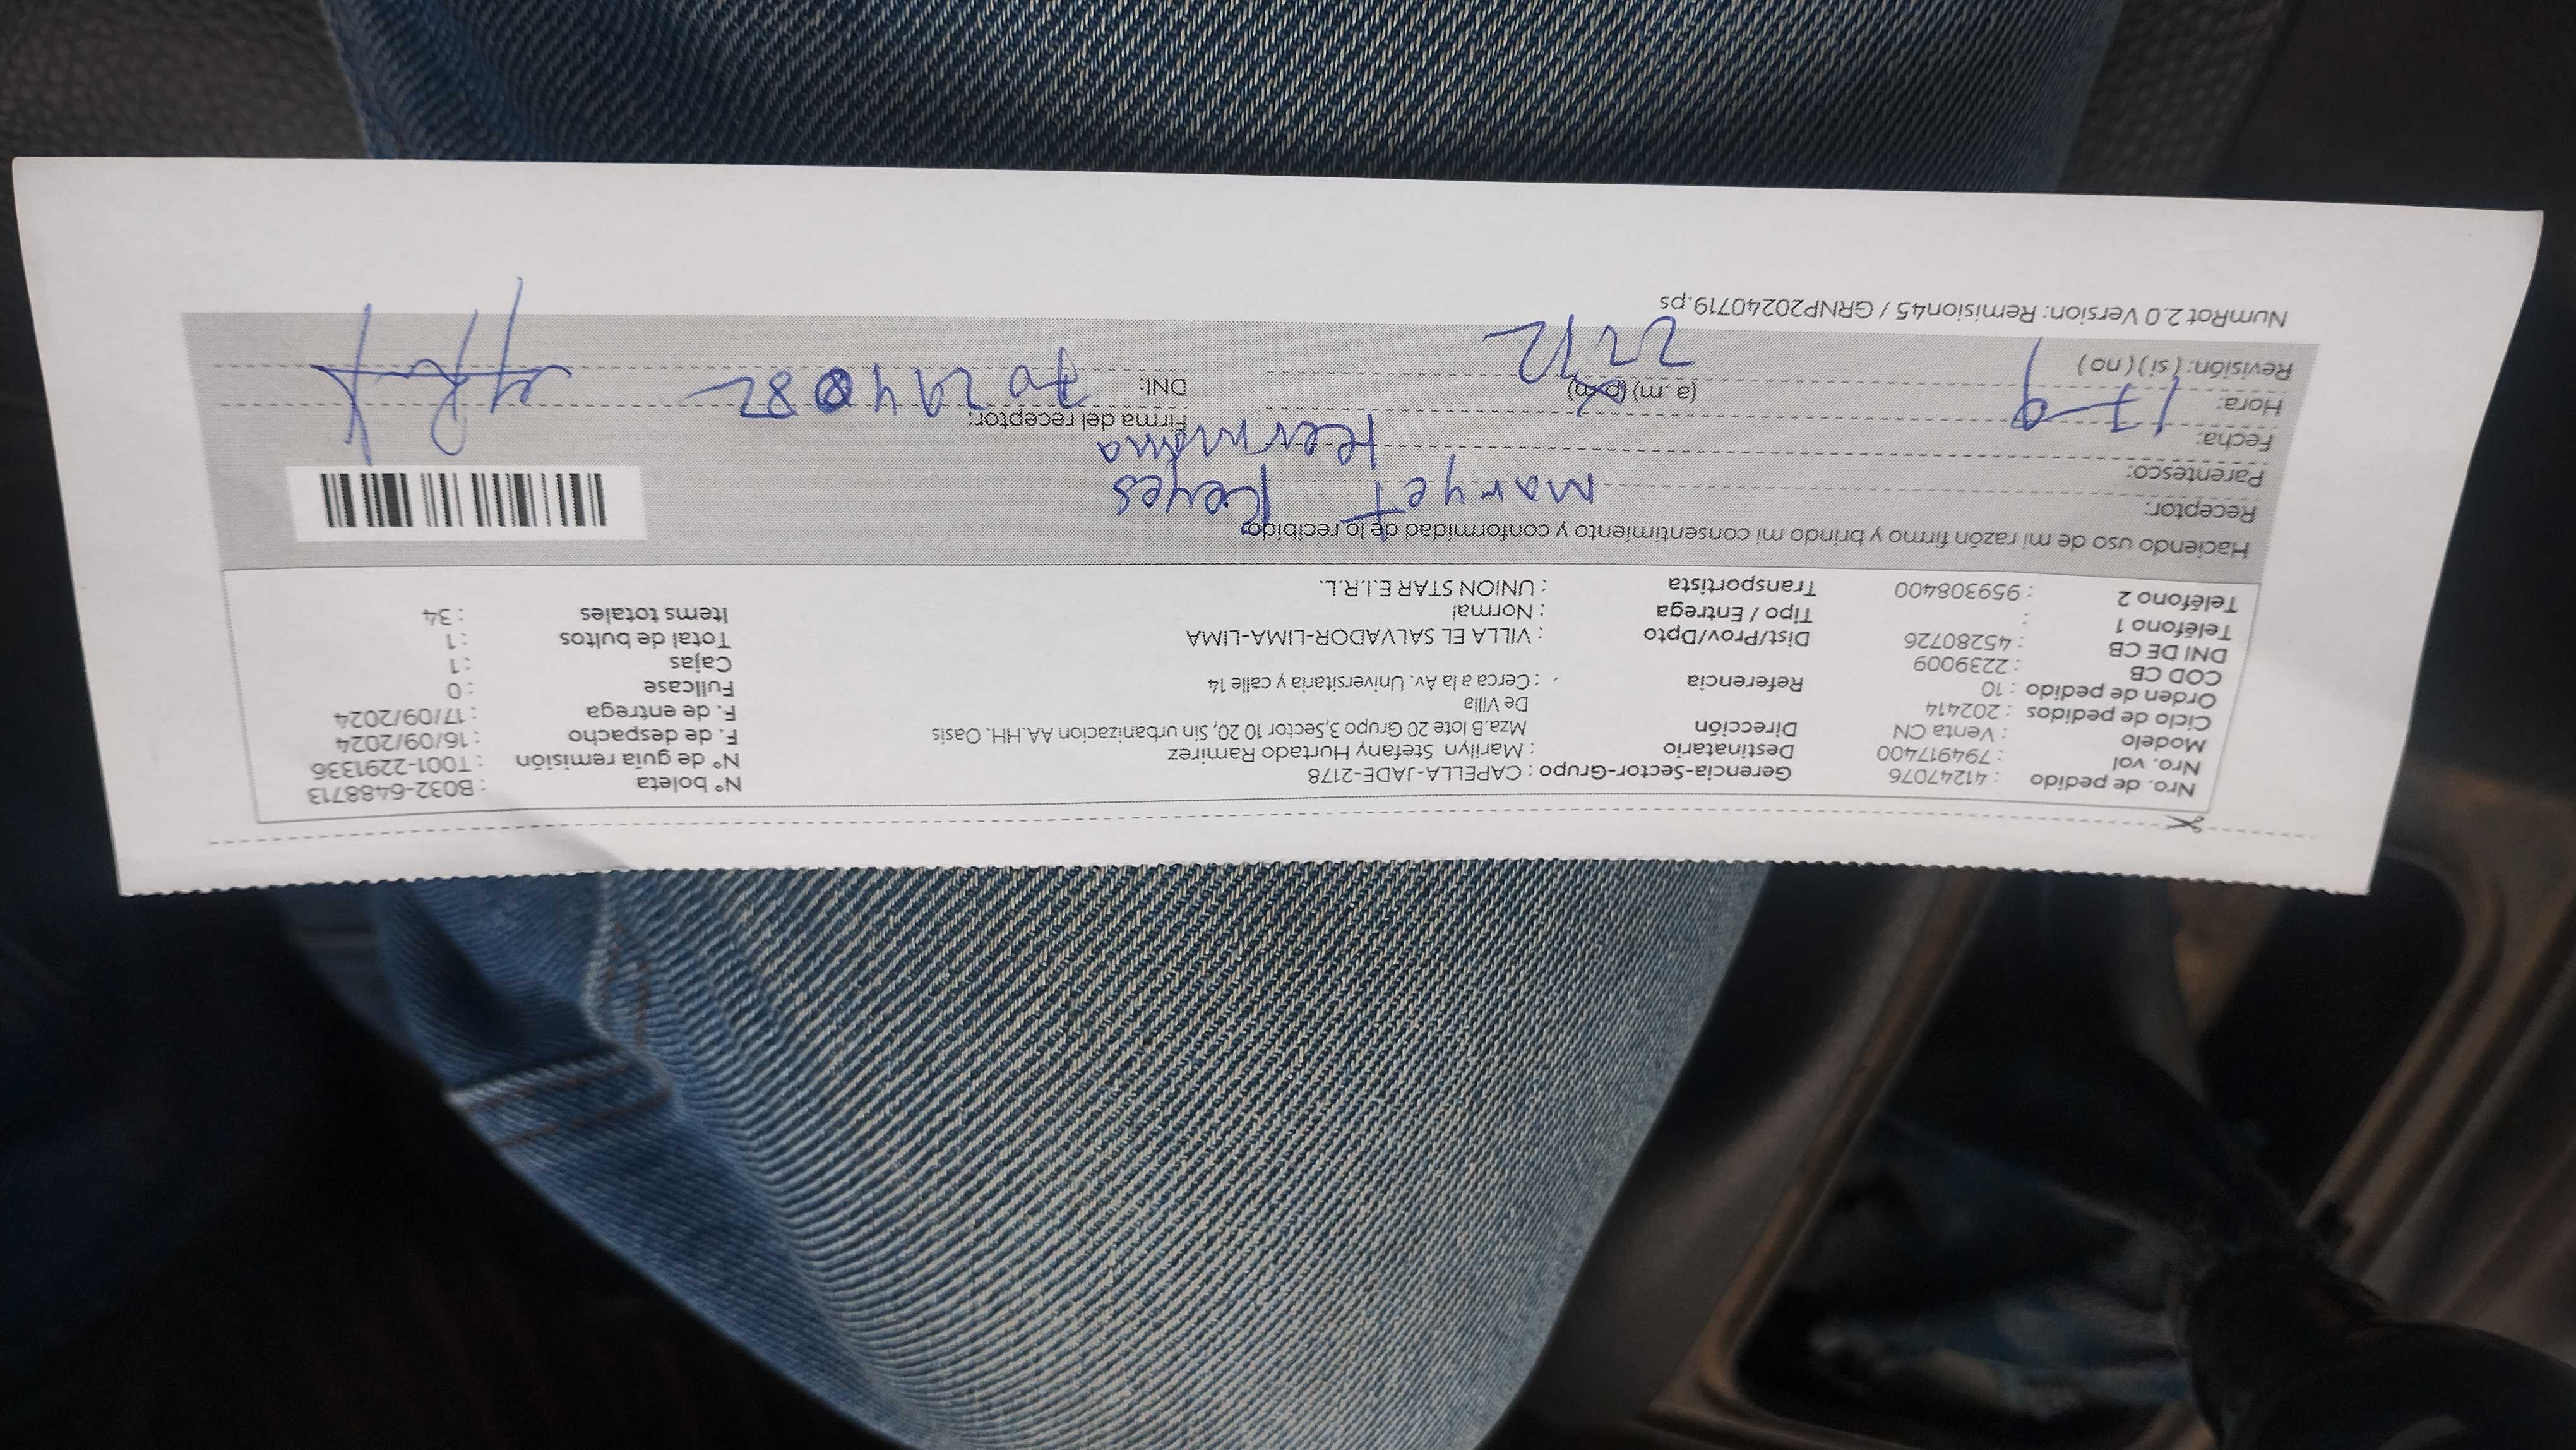 Nro. de pedido : 41247076 Gerencia-Sector-Grupo : CAPELLA-JADE-2178 N° boleta : B032-6488713
Nro. vol : 794917400 Destinatario : Marilyn Stefany Hurtado Ramirez N° de guía remisión : T001-2291336
Modelo : Venta CN Dirección Mza.B lote 20 Grupo 3,Sector 10 20, Sin urbanizacion AA.HH. Oasis F. de despacho : 16/09/2024
Ciclo de pedidos : 202414 De Villa F. de entrega : 17/09/2024
Orden de pedido : 10 Referencia : Cerca a la Av. Universitaria y calle 14 Fullcase : 0
COD CB : 2239009 Cajas : 1
DNI DE CB : 45280726 Dist/Prov/Dpto : VILLA EL SALVADOR-LIMA-LIMA Total de bultos : 1
Teléfono 1 : Tipo / Entrega : Normal Items totales : 34
Teléfono 2 : 959308400 Transportista : UNION STAR E.I.R.L.
Haciendo uso de mi razón firmo y brindo mi consentimiento y conformidad de lo recibido
Receptor: maryet Reyes
Parentesco:
Fecha: 17-9 Firma del receptor:
Hora: (a.m) (p.m) DNI:
Revisión: ( si ) ( no )
NumRot 2.0 Version: Remision45 / GRNP20240719.ps